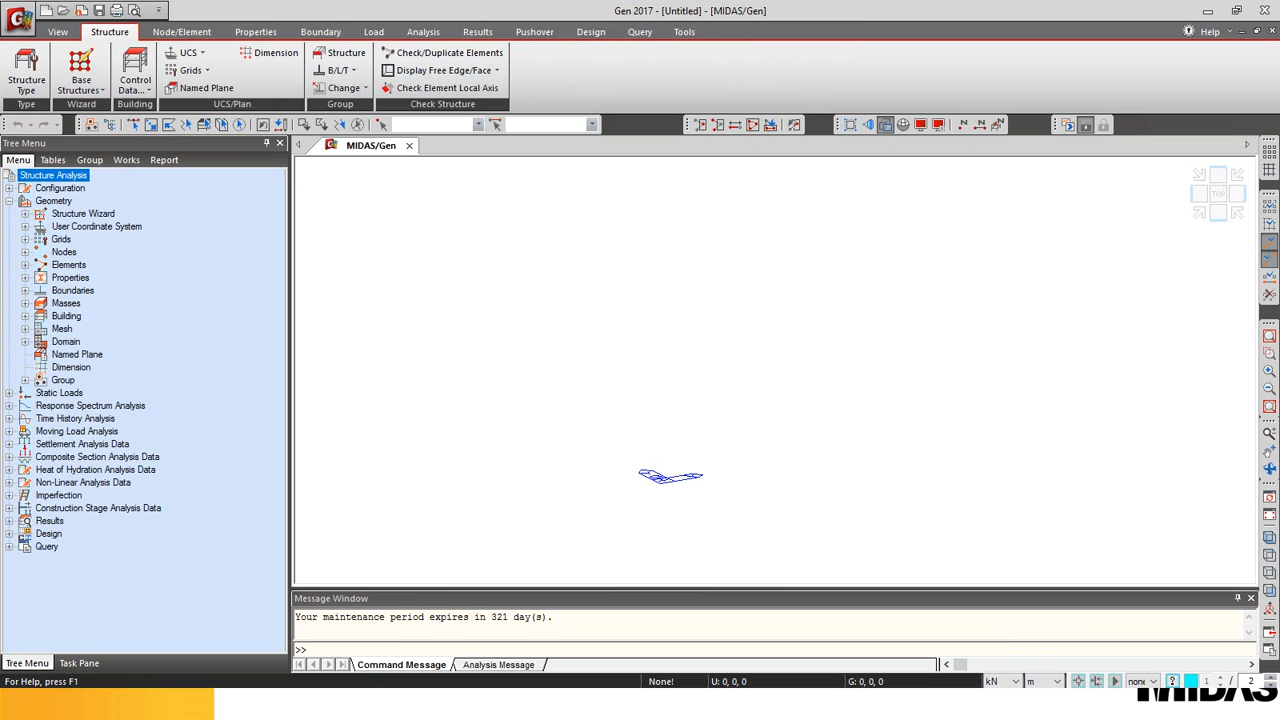 Gen 2017 - [Untitled] - [MIDAS/Gen]
View Structure Node/Element Properties Boundary Load Analysis Results Pushover Design Query Tools Help
Structure Type
Base Structures
Control Data...
UCS
Grids
Dimension
Named Plane
Structure
B/L/T
Change
Check/Duplicate Elements
Display Free Edge/Face
Check Element Local Axis
Type Wizard Building UCS/Plan Group Check Structure
Tree Menu
MIDAS/Gen
Menu Tables Group Works Report
Structure Analysis
Configuration
Geometry
Structure Wizard
User Coordinate System
Grids
Nodes
Elements
Properties
Boundaries
Masses
Building
Mesh
Domain
Named Plane
Dimension
Group
Static Loads
Response Spectrum Analysis
Time History Analysis
Moving Load Analysis
Settlement Analysis Data
Composite Section Analysis Data
Heat of Hydration Analysis Data
Non-Linear Analysis Data
Imperfection
Construction Stage Analysis Data
Results
Design
Query
TOP
Message Window
Your maintenance period expires in 321 day(s).
>>
Command Message Analysis Message
Tree Menu Task Pane
For Help, press F1 None! U: 0, 0, 0 G: 0, 0, 0 kN m none 1 / 2
MIDAS